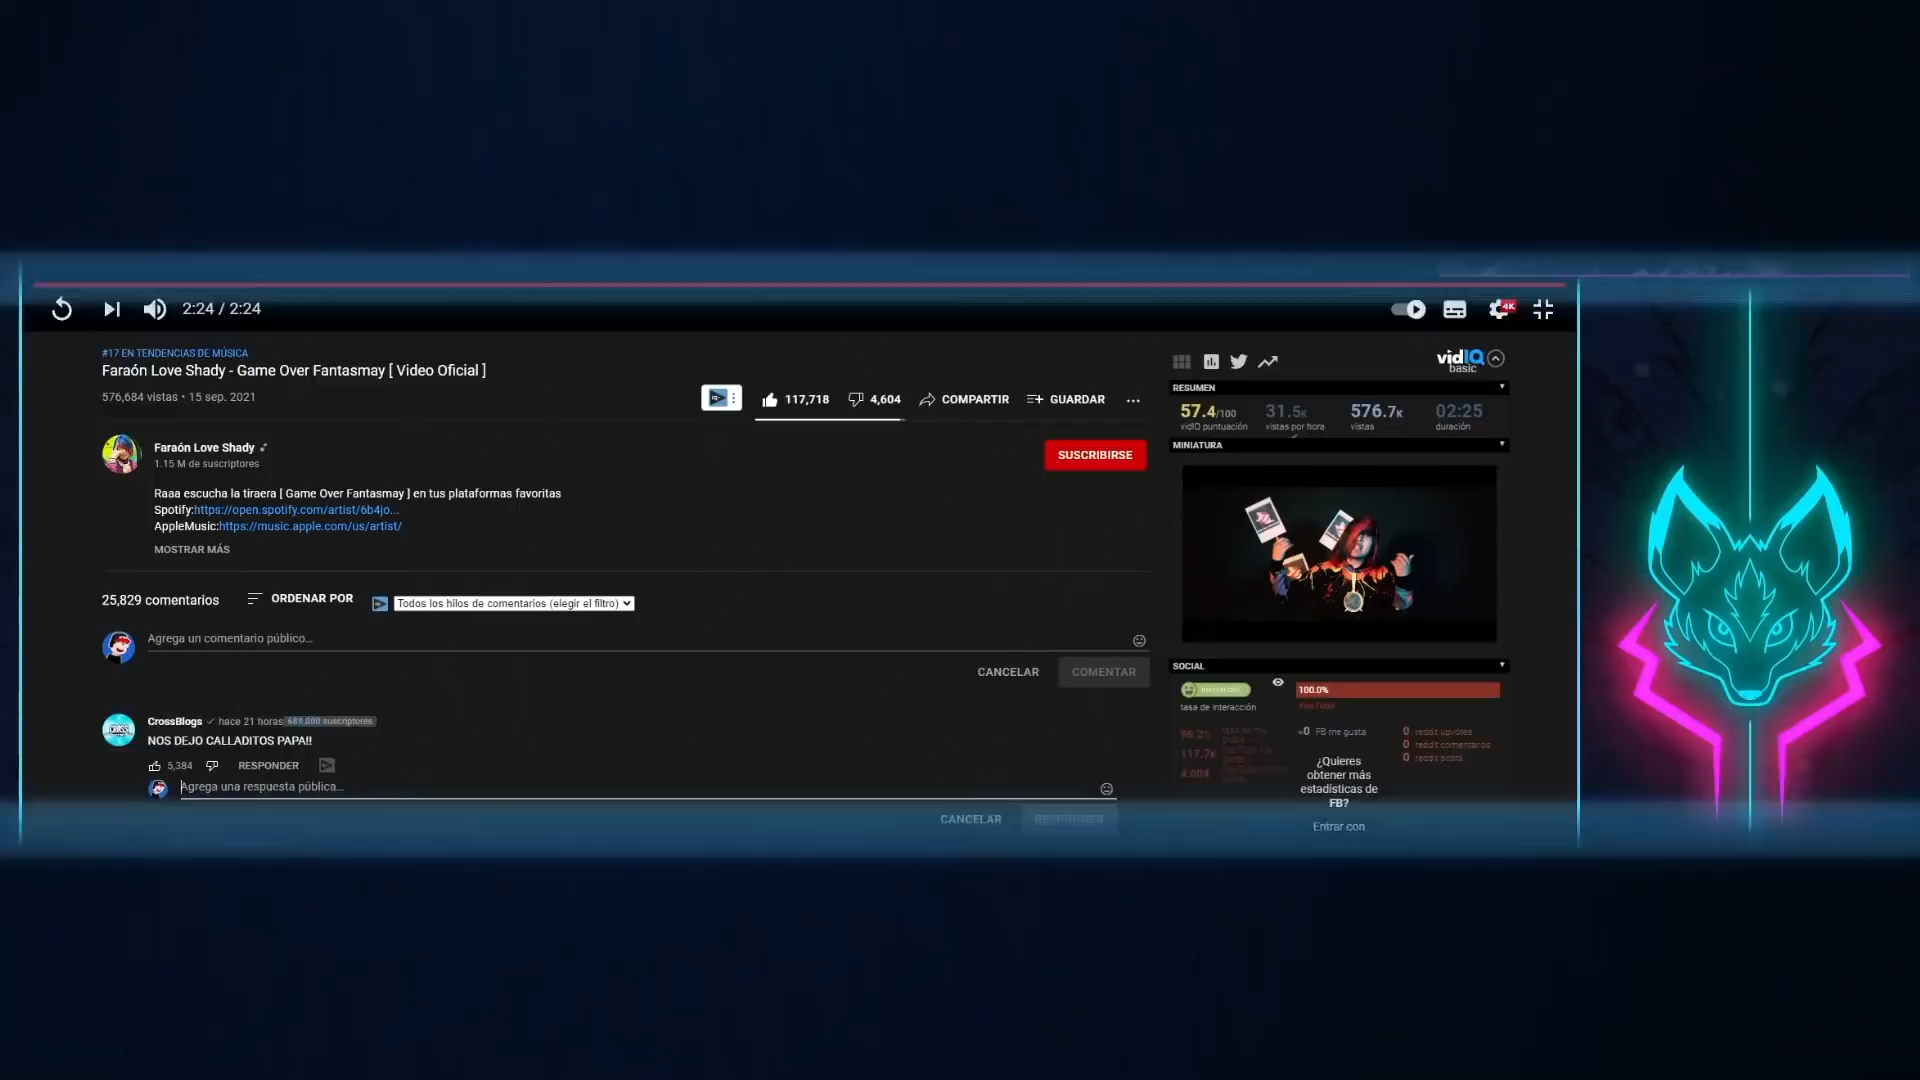 2:24 / 2:24
4K
#17 EN TENDENCIAS DE MÚSICA
Faraón Love Shady - Game Over Fantasmay [ Video Oficial ]
576,684 vistas • 15 sep. 2021
117,718
4,604
COMPARTIR
GUARDAR
Faraón Love Shady
1.15 M de suscriptores
SUSCRIBIRSE
Raaa escucha la tiraera [ Game Over Fantasmay ] en tus plataformas favoritas
Spotify:https://open.spotify.com/artist/6b4jo...
AppleMusic:https://music.apple.com/us/artist/
MOSTRAR MÁS
25,829 comentarios
ORDENAR POR
Todos los hilos de comentarios (elegir el filtro)
Agrega un comentario público...
CANCELAR
COMENTAR
CrossBlogs hace 21 horas 689,000 suscriptores
NOS DEJO CALLADITOS PAPA!!
5,384
RESPONDER
Agrega una respuesta pública...
CANCELAR
vidIQ
basic
RESUMEN
57.4/100
vidIQ puntuación
31.5K
vistas por hora
576.7K
vistas
02:25
duración
MINIATURA
SOCIAL
tasa de interacción
100.0%
YouTube
117.7K
0 FB me gusta
0 reddit upvotes
0 reddit comentarios
0 reddit posts
¿Quieres
obtener más
estadísticas de
FB?
Entrar con